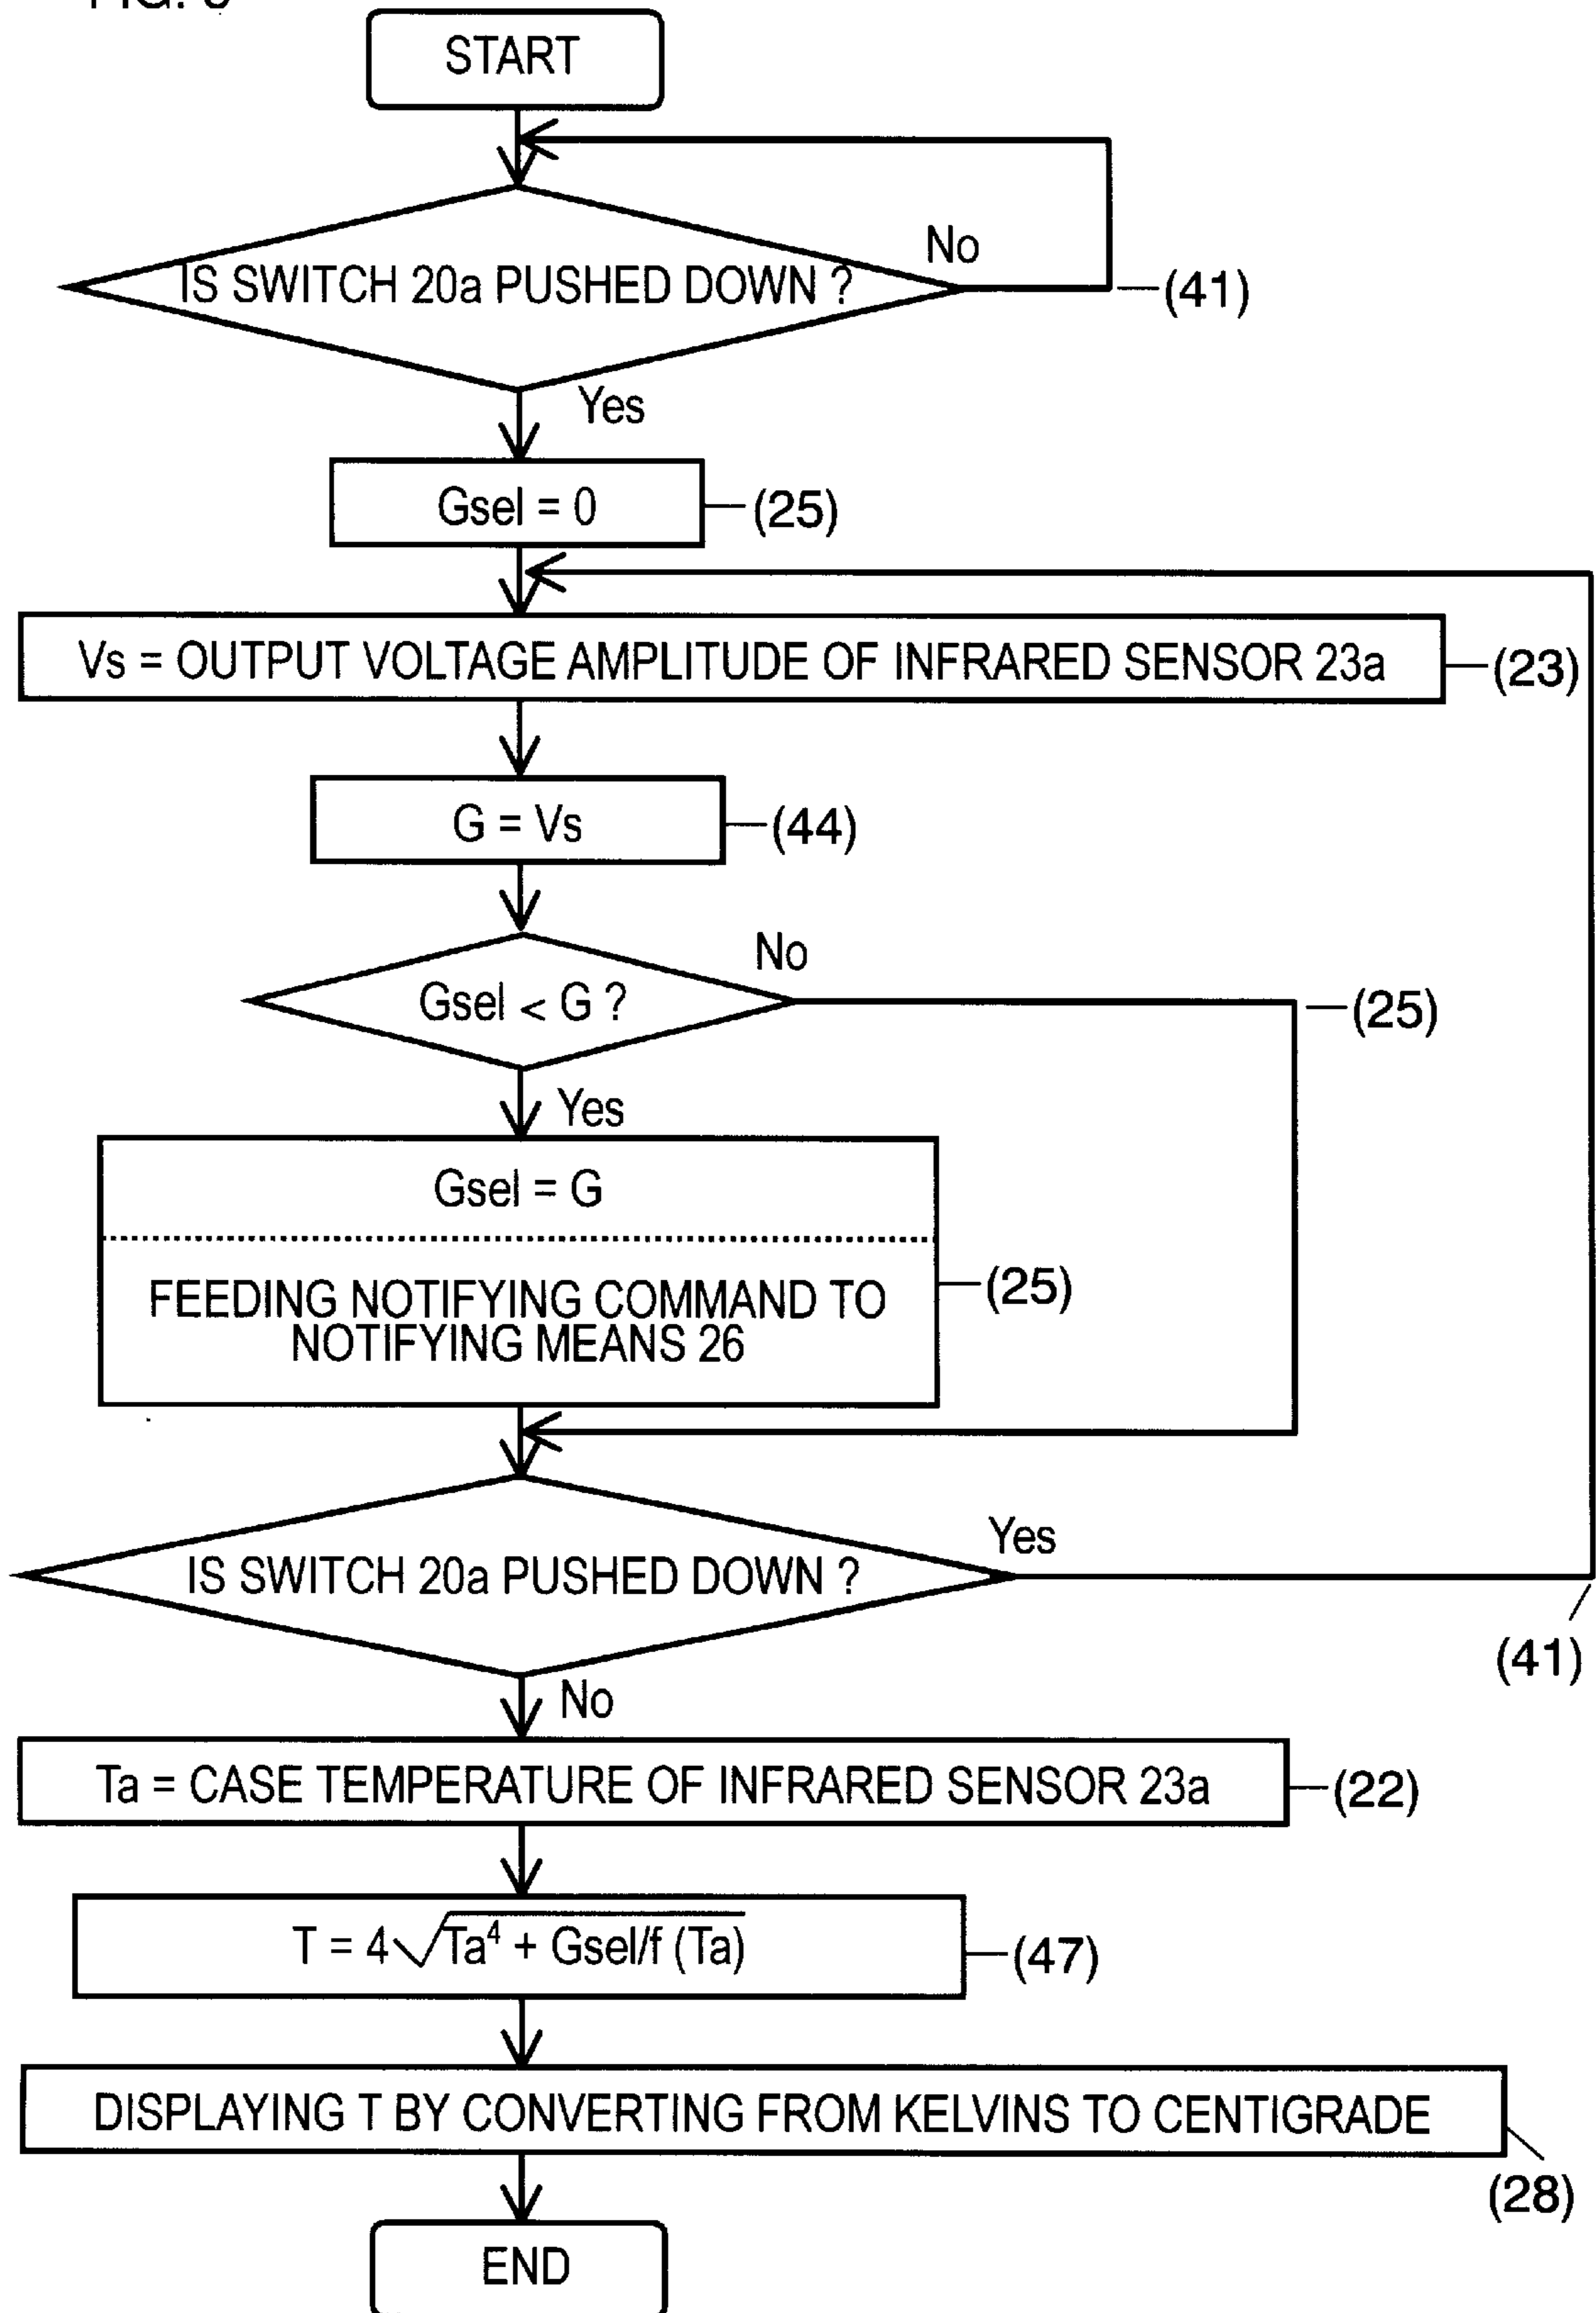 START
IS SWITCH 20a PUSHED DOWN ?
No
(41)
Yes
Gsel = 0
(25)
Vs = OUTPUT VOLTAGE AMPLITUDE OF INFRARED SENSOR 23a
(23)
G = Vs
(44)
Gsel < G ?
No
(25)
Yes
Gsel = G
FEEDING NOTIFYING COMMAND TO
NOTIFYING MEANS 26
(25)
IS SWITCH 20a PUSHED DOWN ?
Yes
(41)
No
Ta = CASE TEMPERATURE OF INFRARED SENSOR 23a
(22)
T = 4√Ta⁴ + Gsel/f (Ta)
(47)
DISPLAYING T BY CONVERTING FROM KELVINS TO CENTIGRADE
(28)
END